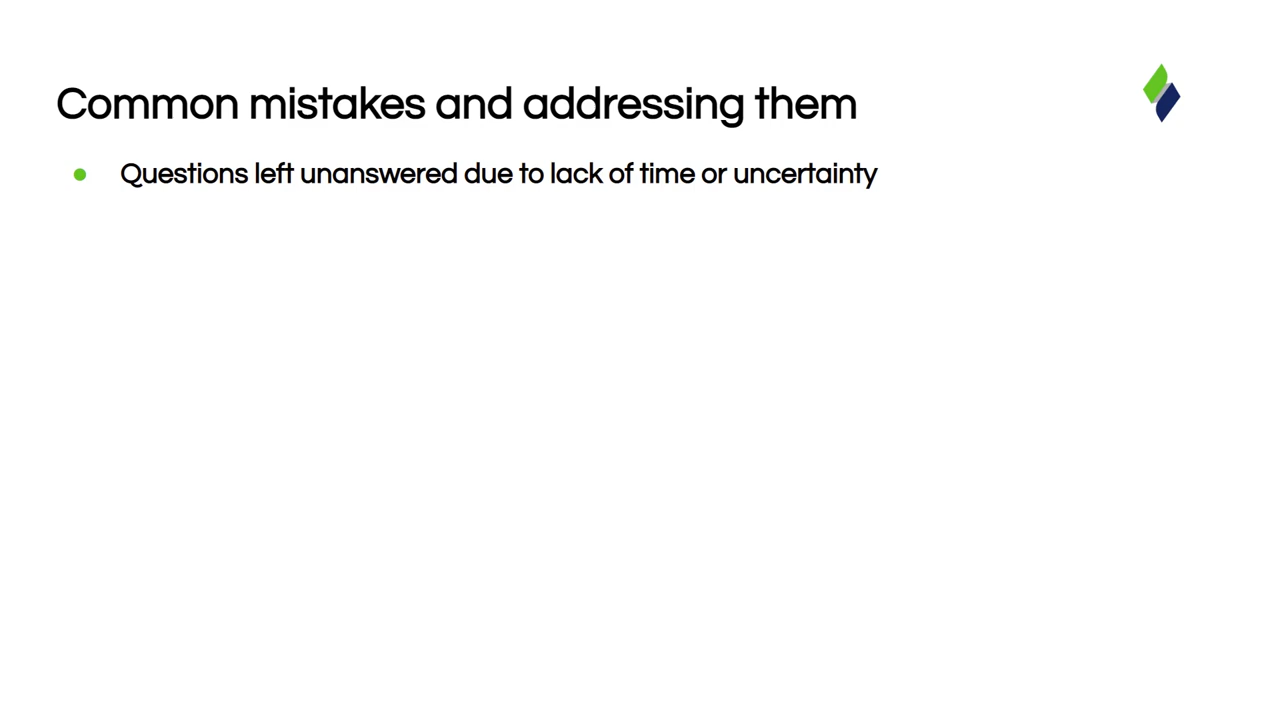 Common mistakes and addressing them
Questions left unanswered due to lack of time or uncertainty